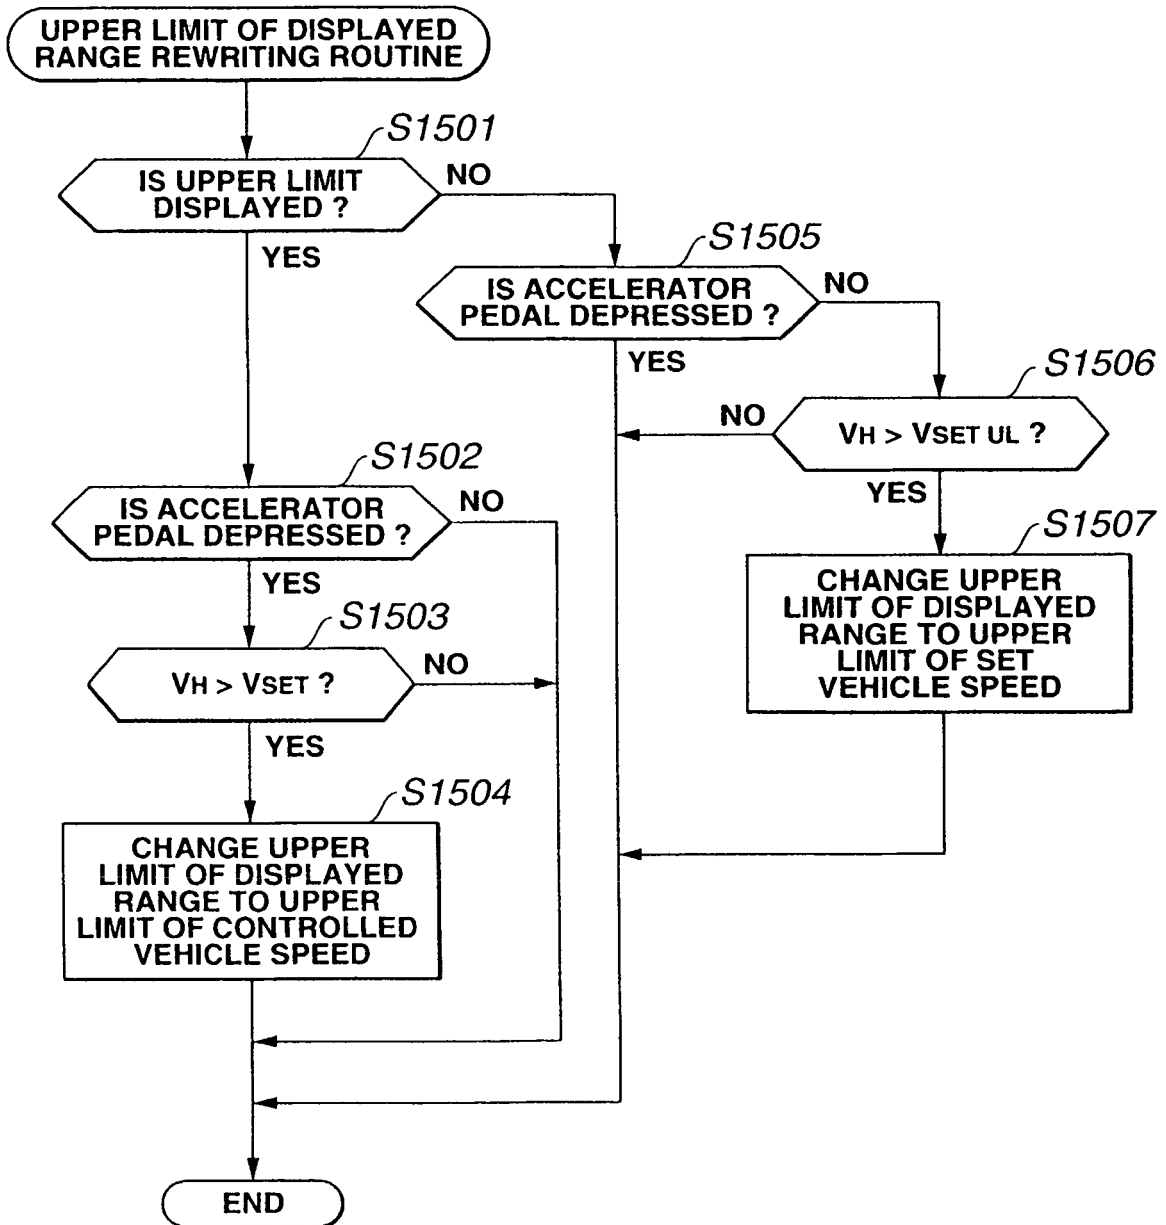 UPPER LIMIT OF DISPLAYED
RANGE REWRITING ROUTINE
S1501
IS UPPER LIMIT
DISPLAYED ?
NO
YES
S1505
IS ACCELERATOR
PEDAL DEPRESSED ?
NO
YES
S1506
VH > VSET UL ?
NO
YES
S1507
CHANGE UPPER
LIMIT OF DISPLAYED
RANGE TO UPPER
LIMIT OF SET
VEHICLE SPEED
S1502
IS ACCELERATOR
PEDAL DEPRESSED ?
NO
YES
S1503
VH > VSET ?
NO
YES
S1504
CHANGE UPPER
LIMIT OF DISPLAYED
RANGE TO UPPER
LIMIT OF CONTROLLED
VEHICLE SPEED
END